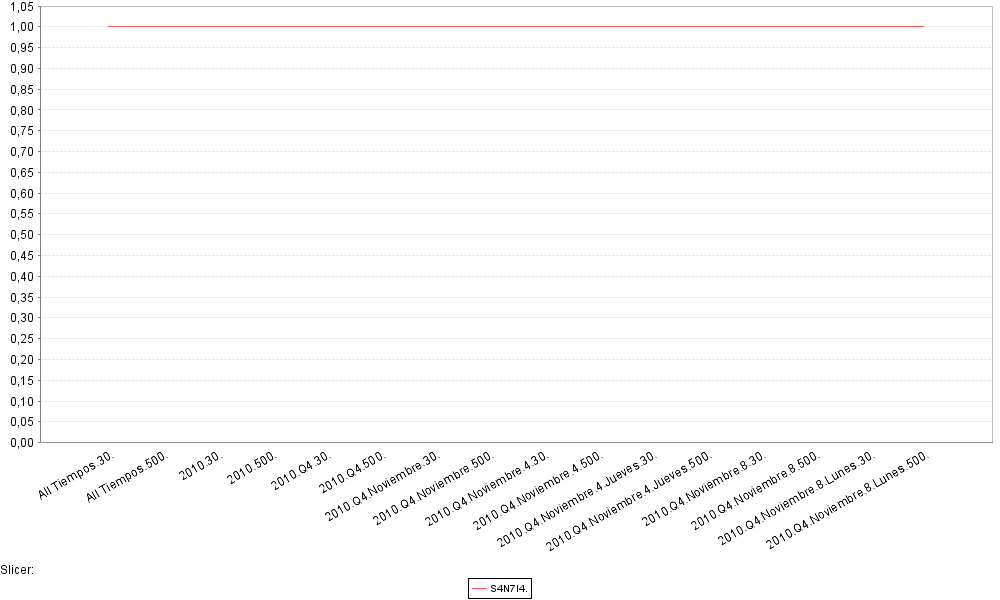 1,05
1,00
0,95
0,90
0,85
0,80
0,75
0,70
0,65
0,60
0,55
0,50
0,45
0,40
0,35
0,30
0,25
0,20
0,15
0,10
0,05
0,00
All Tiempos.30.
All Tiempos.500.
2010.30.
2010.500.
2010.Q4.30.
2010.Q4.500.
2010.Q4.Noviembre.30.
2010.Q4.Noviembre.500.
2010.Q4.Noviembre.4.30.
2010.Q4.Noviembre.4.500.
2010.Q4.Noviembre.4.Jueves.30.
2010.Q4.Noviembre.4.Jueves.500.
2010.Q4.Noviembre.8.30.
2010.Q4.Noviembre.8.500.
2010.Q4.Noviembre.8.Lunes.30.
2010.Q4.Noviembre.8.Lunes.500.
Slicer:
S4N7I4.